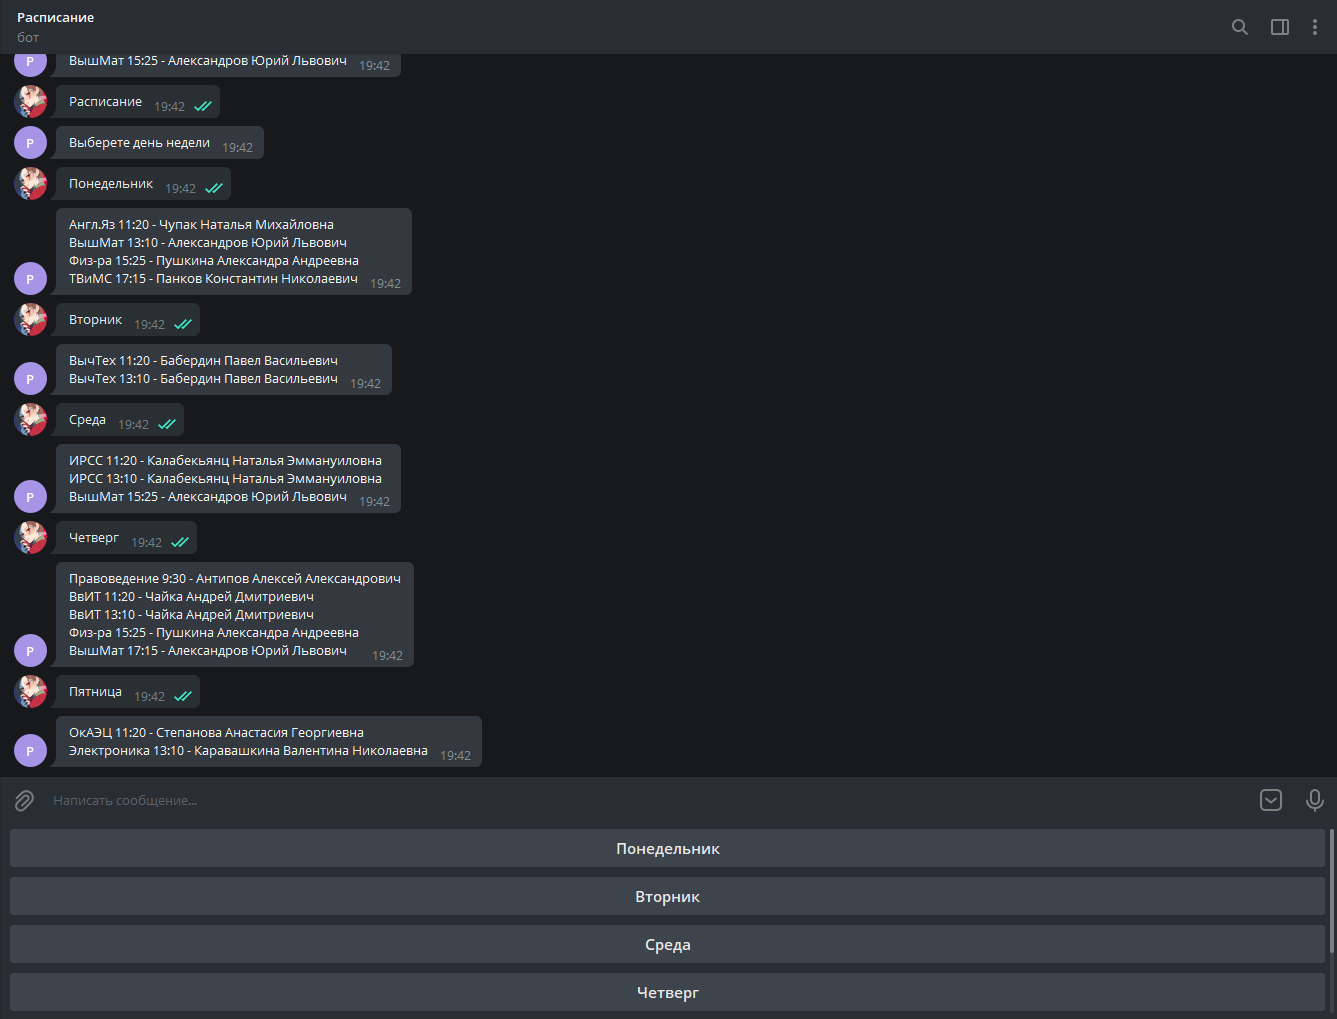 Расписание
бот
Р
ВышМат 15:25 - Александров Юрий Львович 19:42
Расписание 19:42
Р
Выберете день недели 19:42
Понедельник 19:42
Англ.Яз 11:20 - Чупак Наталья Михайловна
ВышМат 13:10 - Александров Юрий Львович
Физ-ра 15:25 - Пушкина Александра Андреевна
Р
ТВиМС 17:15 - Панков Константин Николаевич 19:42
Вторник 19:42
ВычТех 11:20 - Бабердин Павел Васильевич
Р
ВычТех 13:10 - Бабердин Павел Васильевич 19:42
Среда 19:42
ИРСС 11:20 - Калабекьянц Наталья Эммануиловна
ИРСС 13:10 - Калабекьянц Наталья Эммануиловна
Р
ВышМат 15:25 - Александров Юрий Львович 19:42
Четверг 19:42
Правоведение 9:30 - Антипов Алексей Александрович
ВвИТ 11:20 - Чайка Андрей Дмитриевич
ВвИТ 13:10 - Чайка Андрей Дмитриевич
Физ-ра 15:25 - Пушкина Александра Андреевна
Р
ВышМат 17:15 - Александров Юрий Львович 19:42
Пятница 19:42
ОкАЭЦ 11:20 - Степанова Анастасия Георгиевна
Р
Электроника 13:10 - Каравашкина Валентина Николаевна 19:42
Написать сообщение...
Понедельник
Вторник
Среда
Четверг